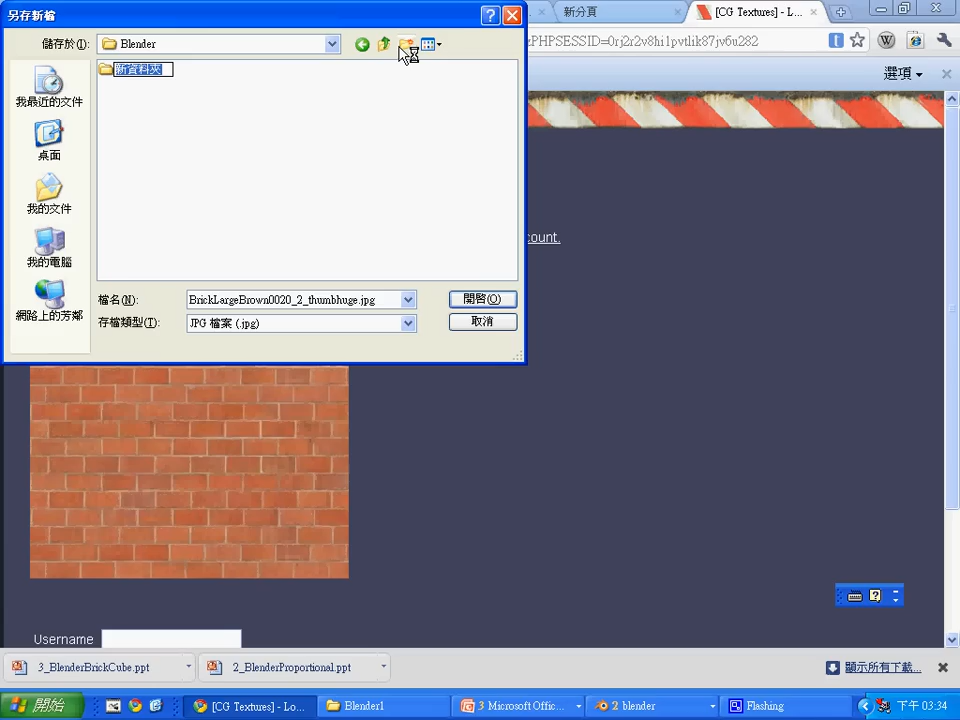 另存新檔
儲存於(I):
Blender
新資料夾
我最近的文件
桌面
我的文件
我的電腦
網路上的芳鄰
檔名(N):
BrickLargeBrown0020_2_thumbhuge.jpg
開啓(O)
存檔類型(T):
JPG 檔案 (.jpg)
取消
新分頁
[CG Textures] - L...
zPHPSESSID=0rj2r2v8hi1pvtlik87jv6u282
選項
count.
Username
3_BlenderBrickCube.ppt
2_BlenderProportional.ppt
顯示所有下載...
開始
[CG Textures] - Lo...
Blender1
3 Microsoft Offic...
2 blender
Flashing
下午 03:34